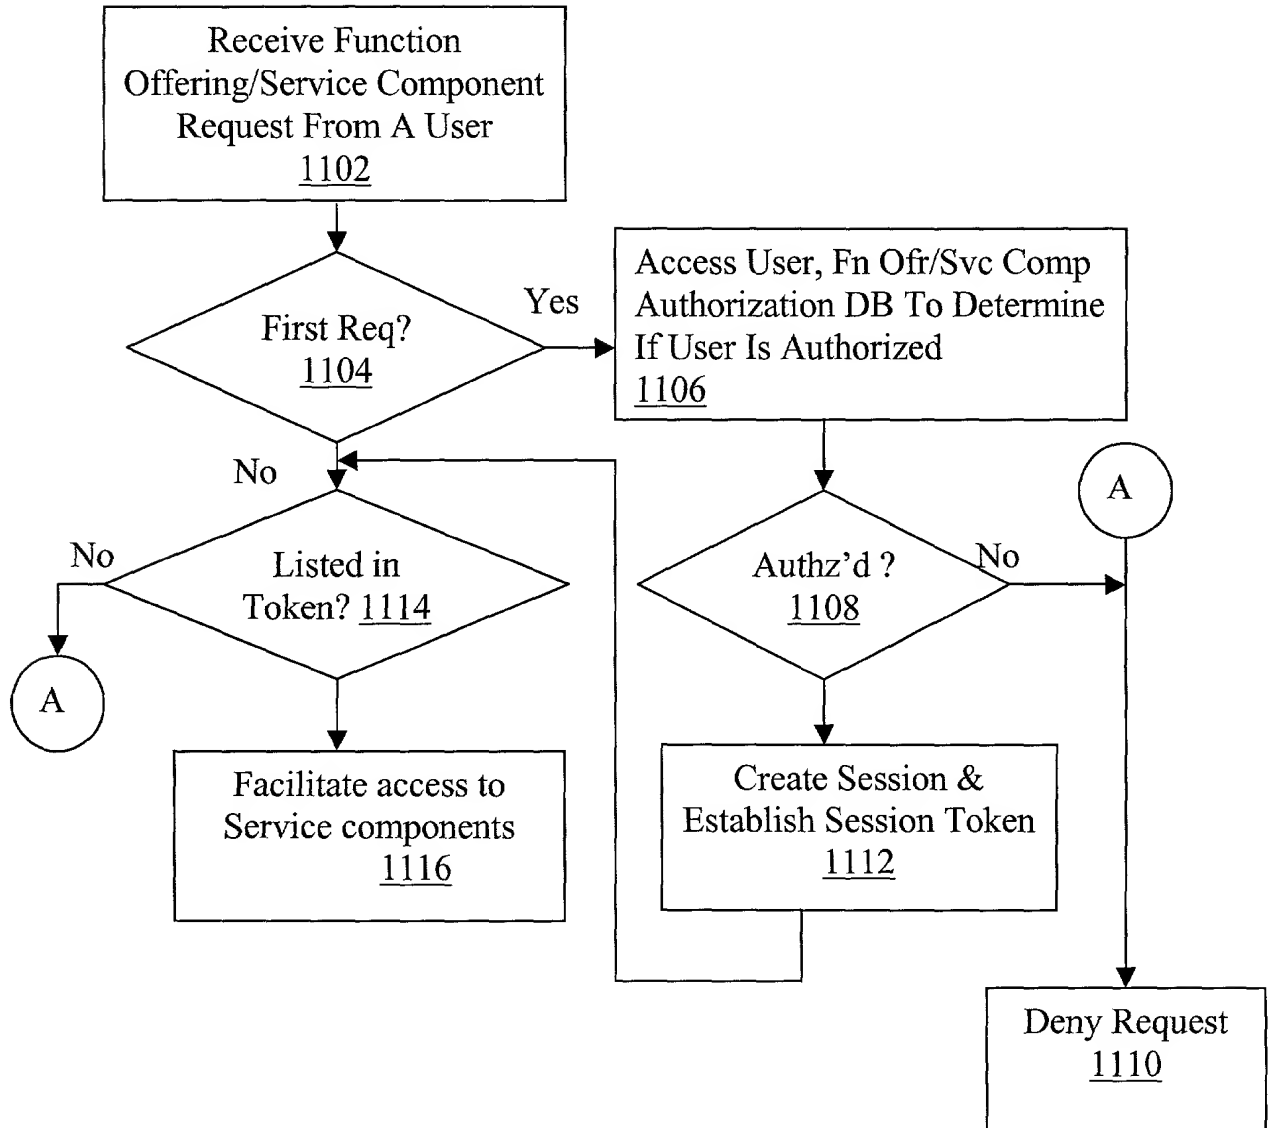 Receive Function
Offering/Service Component
Request From A User
1102
First Req?
1104
Yes
Access User, Fn Ofr/Svc Comp
Authorization DB To Determine
If User Is Authorized
1106
No
A
No
Listed in
Token? 1114
Authz'd ?
1108
No
A
Facilitate access to
Service components
1116
Create Session &
Establish Session Token
1112
Deny Request
1110